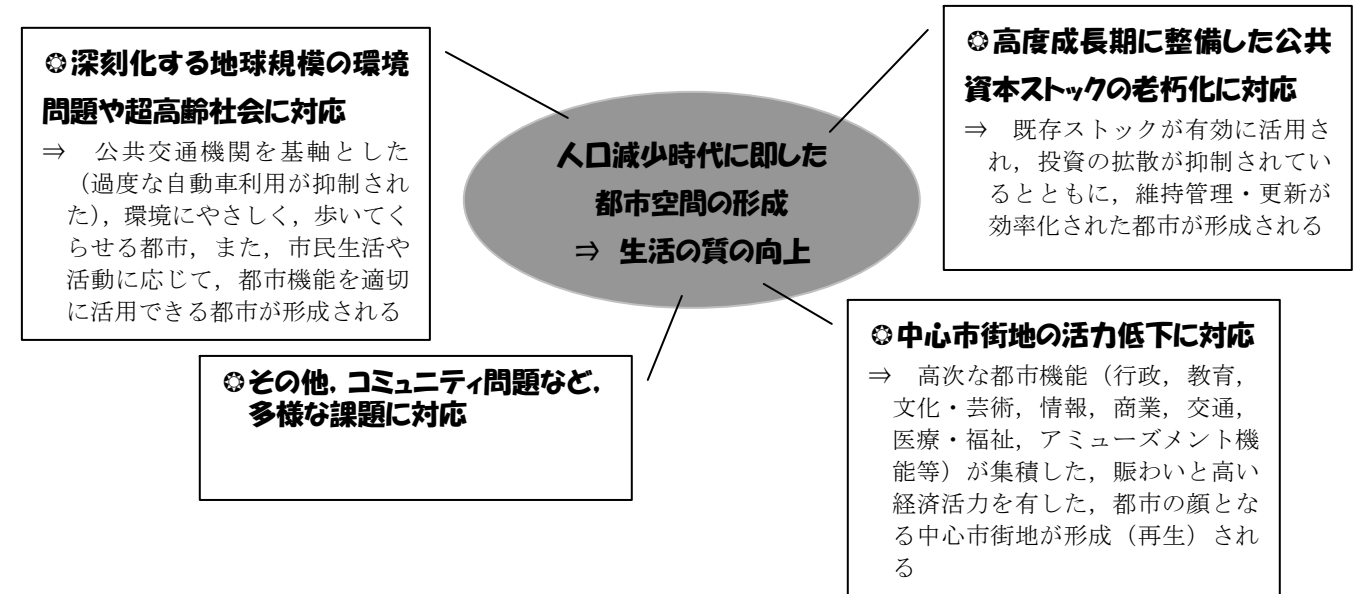 ❂深刻化する地球規模の環境
問題や超高齢社会に対応
⇒ 公共交通機関を基軸とした
（過度な自動車利用が抑制され
た），環境にやさしく，歩いてく
らせる都市，また，市民生活や
活動に応じて，都市機能を適切
に活用できる都市が形成される
人口減少時代に即した
都市空間の形成
⇒ 生活の質の向上
❂高度成長期に整備した公共
資本ストックの老朽化に対応
⇒ 既存ストックが有効に活用さ
れ，投資の拡散が抑制されてい
るとともに，維持管理・更新が
効率化された都市が形成される
❂その他，コミュニティ問題など，
多様な課題に対応
❂中心市街地の活力低下に対応
⇒ 高次な都市機能（行政，教育，
文化・芸術，情報，商業，交通，
医療・福祉，アミューズメント機
能等）が集積した，賑わいと高い
経済活力を有した，都市の顔とな
る中心市街地が形成（再生）され
る